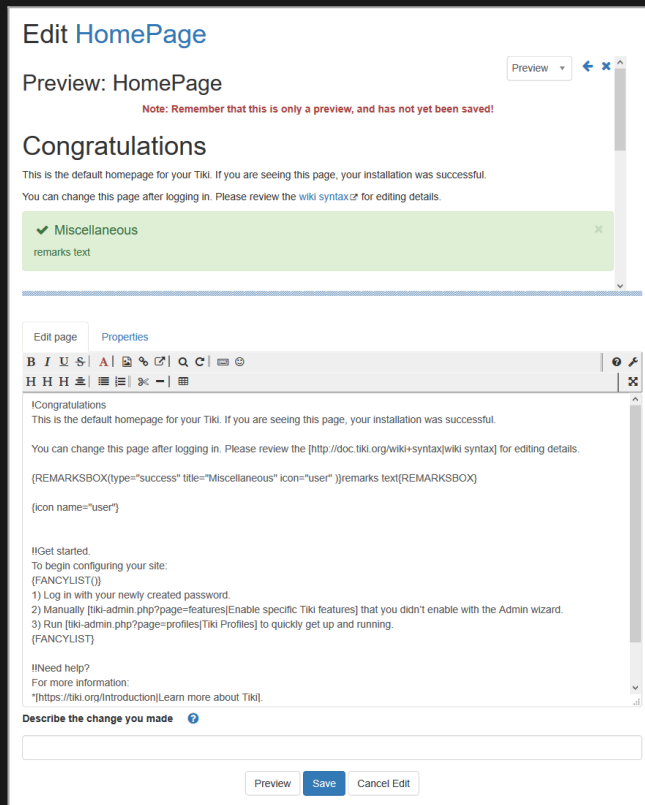 Edit HomePage
Preview
Preview: HomePage
Note: Remember that this is only a preview, and has not yet been saved!
Congratulations
This is the default homepage for your Tiki. If you are seeing this page, your installation was successful.
You can change this page after logging in. Please review the wiki syntax for editing details.
Miscellaneous
remarks text
Edit page Properties
B I U S A
H H H
!Congratulations
This is the default homepage for your Tiki. If you are seeing this page, your installation was successful.
You can change this page after logging in. Please review the [http://doc.tiki.org/wiki+syntax|wiki syntax] for editing details.
{REMARKSBOX(type="success" title="Miscellaneous" icon="user" )}remarks text{REMARKSBOX}
{icon name="user"}
!!Get started.
To begin configuring your site:
{FANCYLIST()}
1) Log in with your newly created password.
2) Manually [tiki-admin.php?page=features|Enable specific Tiki features] that you didn't enable with the Admin wizard.
3) Run [tiki-admin.php?page=profiles|Tiki Profiles] to quickly get up and running.
{FANCYLIST}
!!Need help?
For more information:
*[https://tiki.org/Introduction|Learn more about Tiki].
Describe the change you made
Preview Save Cancel Edit